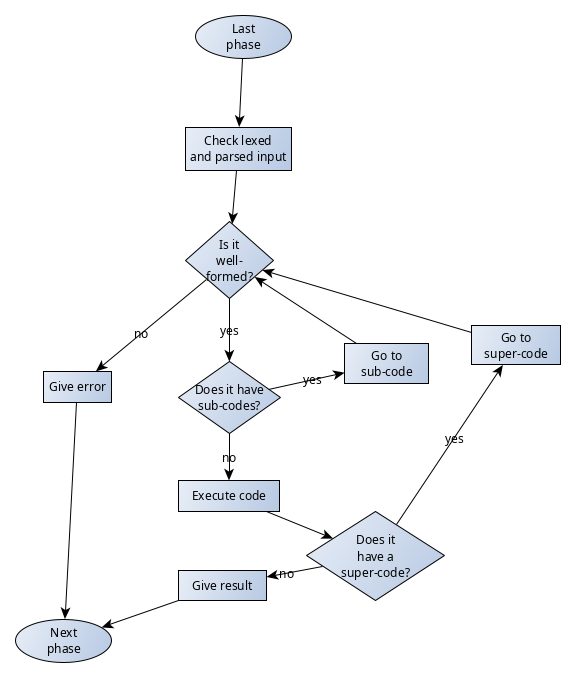 Last
phase
Check lexed
and parsed input
Is it
well-
formed?
no
yes
Go to
sub-code
Go to
super-code
Give error
Does it have
sub-codes?
yes
yes
no
Execute code
Does it
have a
super-code?
no
Give result
Next
phase